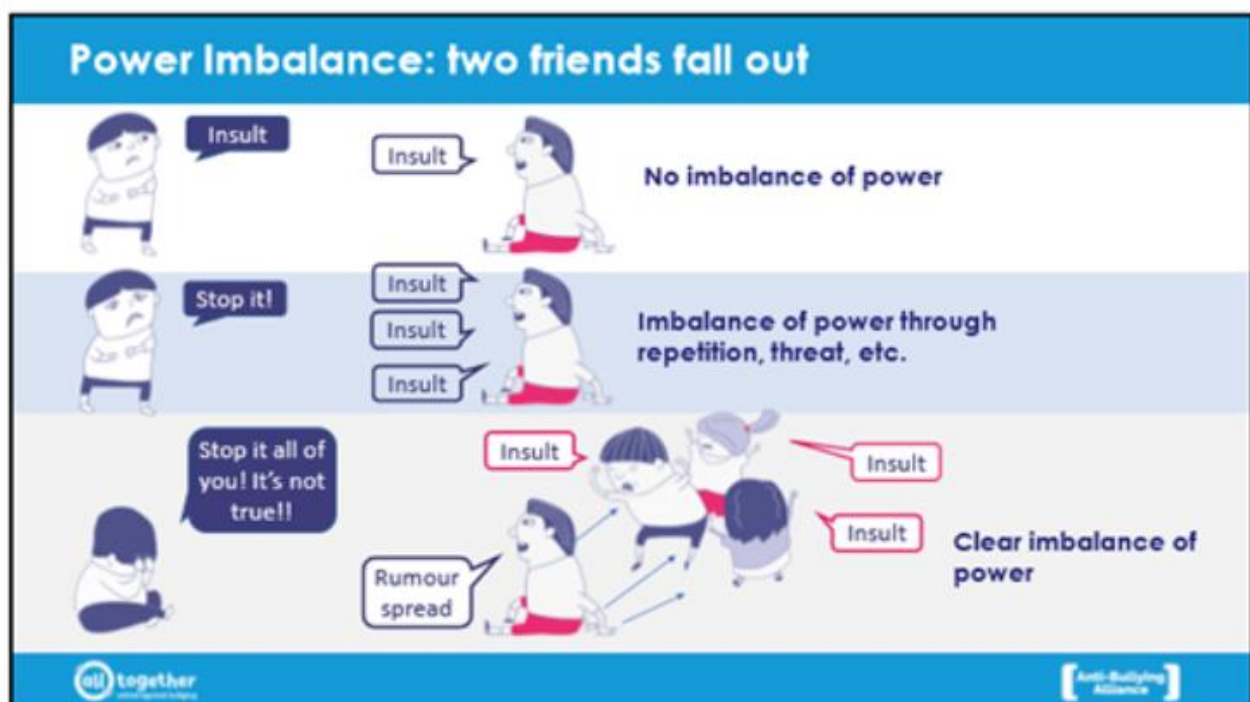 Power Imbalance: two friends fall out
Insult
Insult
No imbalance of power
Stop it!
Insult
Insult
Insult
Imbalance of power through
repetition, threat, etc.
Stop it all of
you! It's not
true!!
Insult
Insult
Insult
Rumour
spread
Clear imbalance of
power
all together
Anti-Bullying
Alliance